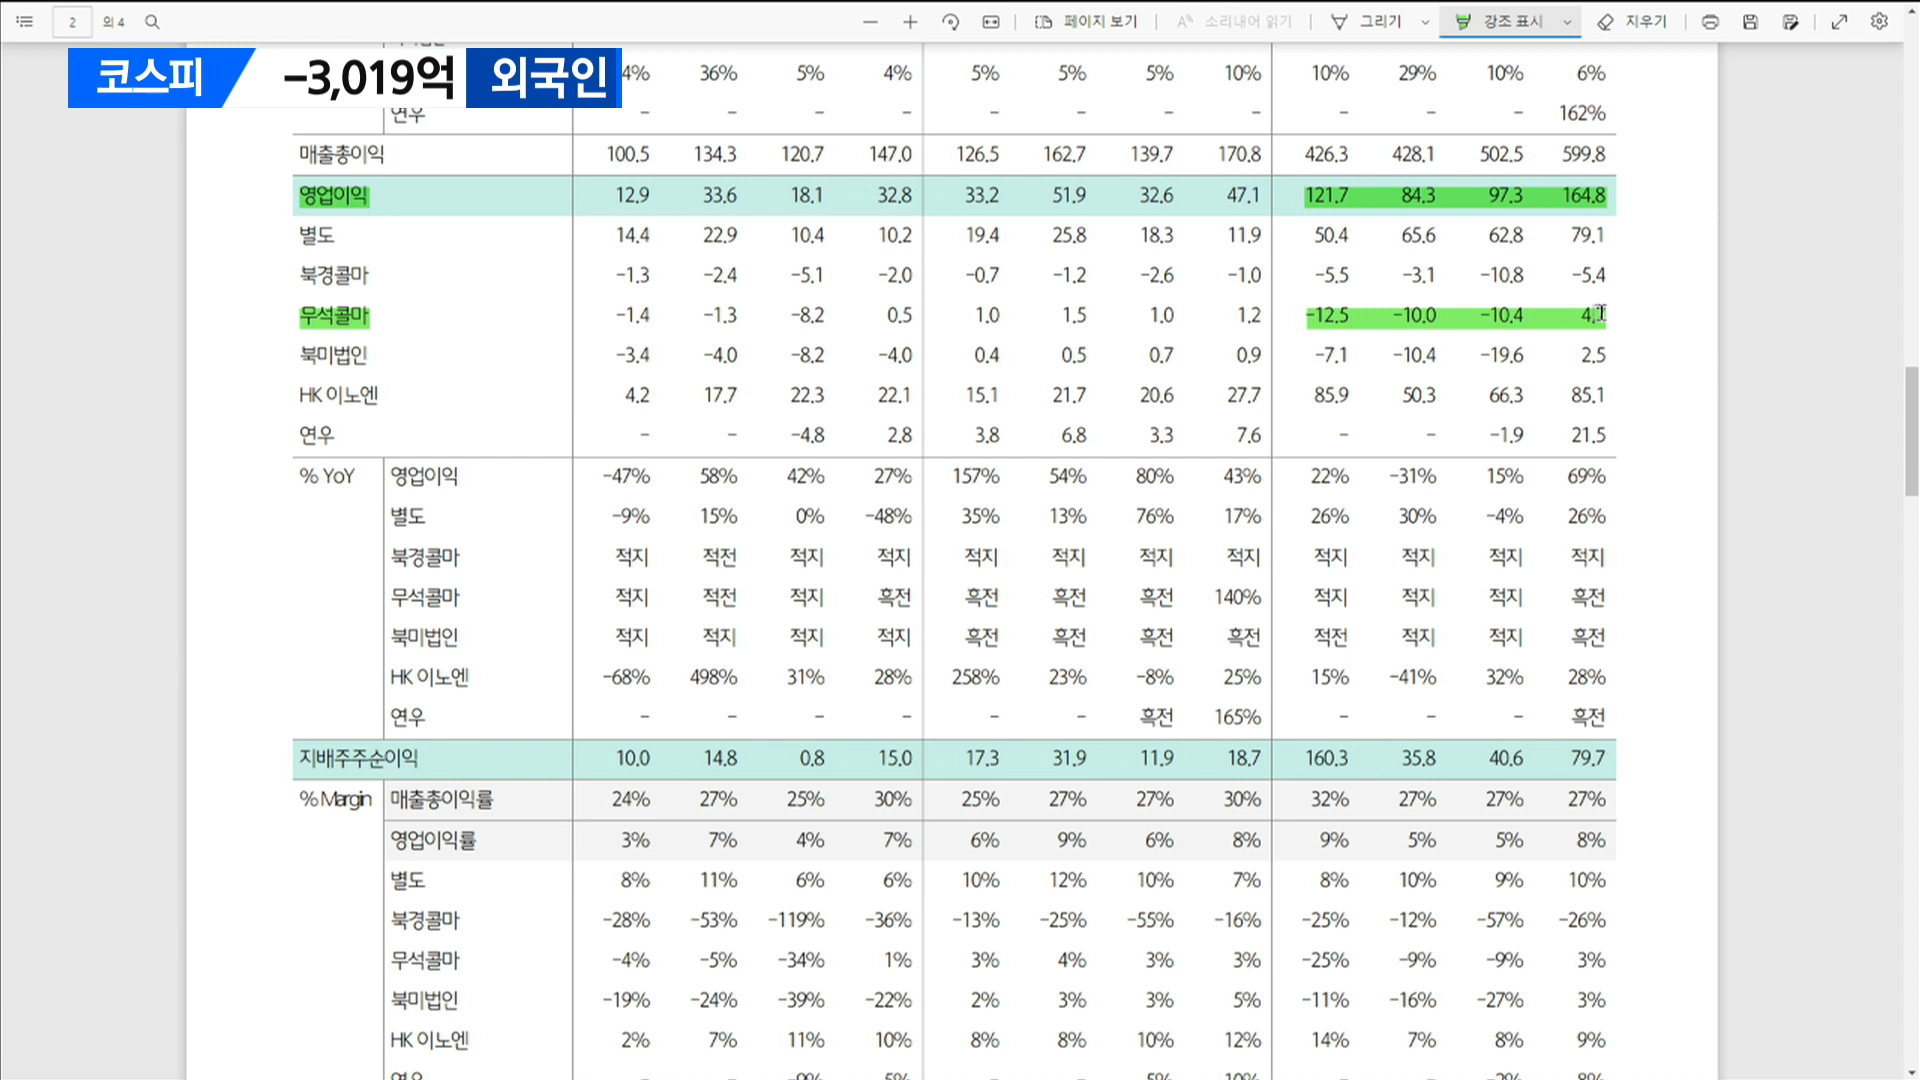 2 외 4 페이지 보기 소리내어 읽기 그리기 강조 표시 지우기
코스피 -3,019억 외국인
4% 36% 5% 4% 5% 5% 5% 10% 10% 29% 10% 6%
연우 - - - - - - - - - - - 162%
매출총이익 100.5 134.3 120.7 147.0 126.5 162.7 139.7 170.8 426.3 428.1 502.5 599.8
영업이익 12.9 33.6 18.1 32.8 33.2 51.9 32.6 47.1 121.7 84.3 97.3 164.8
별도 14.4 22.9 10.4 10.2 19.4 25.8 18.3 11.9 50.4 65.6 62.8 79.1
북경콜마 -1.3 -2.4 -5.1 -2.0 -0.7 -1.2 -2.6 -1.0 -5.5 -3.1 -10.8 -5.4
무석콜마 -1.4 -1.3 -8.2 0.5 1.0 1.5 1.0 1.2 -12.5 -10.0 -10.4
북미법인 -3.4 -4.0 -8.2 -4.0 0.4 0.5 0.7 0.9 -7.1 -10.4 -19.6 2.5
HK 이노엔 4.2 17.7 22.3 22.1 15.1 21.7 20.6 27.7 85.9 50.3 66.3 85.1
연우 - - -4.8 2.8 3.8 6.8 3.3 7.6 - - -1.9 21.5
% YoY 영업이익 -47% 58% 42% 27% 157% 54% 80% 43% 22% -31% 15% 69%
별도 -9% 15% 0% -48% 35% 13% 76% 17% 26% 30% -4% 26%
북경콜마 적지 적전 적지 적지 적지 적지 적지 적지 적지 적지 적지 적지
무석콜마 적지 적전 적지 흑전 흑전 흑전 흑전 140% 적지 적지 적지 흑전
북미법인 적지 적지 적지 적지 흑전 흑전 흑전 흑전 적전 적지 적지 흑전
HK 이노엔 -68% 498% 31% 28% 258% 23% -8% 25% 15% -41% 32% 28%
연우 - - - - - - 흑전 165% - - - 흑전
지배주주순이익 10.0 14.8 0.8 15.0 17.3 31.9 11.9 18.7 160.3 35.8 40.6 79.7
% Margin 매출총이익률 24% 27% 25% 30% 25% 27% 27% 30% 32% 27% 27% 27%
영업이익률 3% 7% 4% 7% 6% 9% 6% 8% 9% 5% 5% 8%
별도 8% 11% 6% 6% 10% 12% 10% 7% 8% 10% 9% 10%
북경콜마 -28% -53% -119% -36% -13% -25% -55% -16% -25% -12% -57% -26%
무석콜마 -4% -5% -34% 1% 3% 4% 3% 3% -25% -9% -9% 3%
북미법인 -19% -24% -39% -22% 2% 3% 3% 5% -11% -16% -27% 3%
HK 이노엔 2% 7% 11% 10% 8% 8% 10% 12% 14% 7% 8% 9%